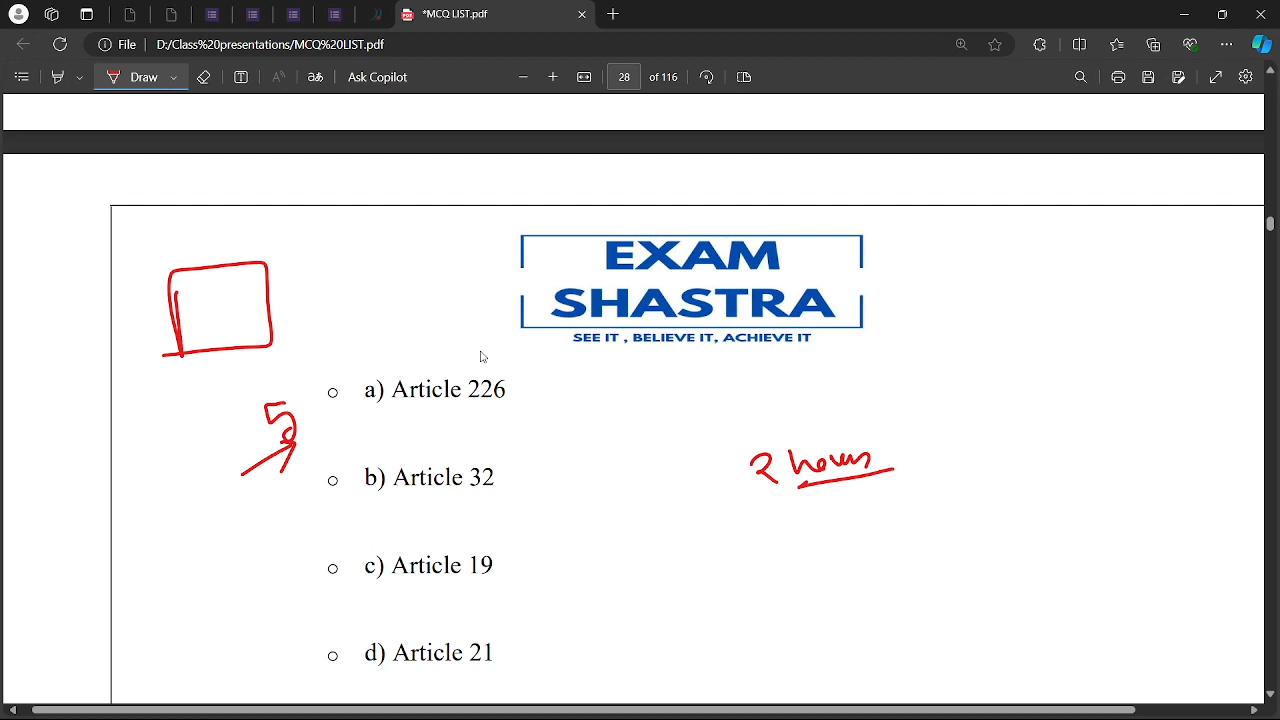 *MCQ LIST.pdf
File D:/Class%20presentations/MCQ%20LIST.pdf
Draw Ask Copilot 28 of 116
EXAM
SHASTRA
SEE IT , BELIEVE IT, ACHIEVE IT
a) Article 226
5
b) Article 32
2 hours
c) Article 19
d) Article 21